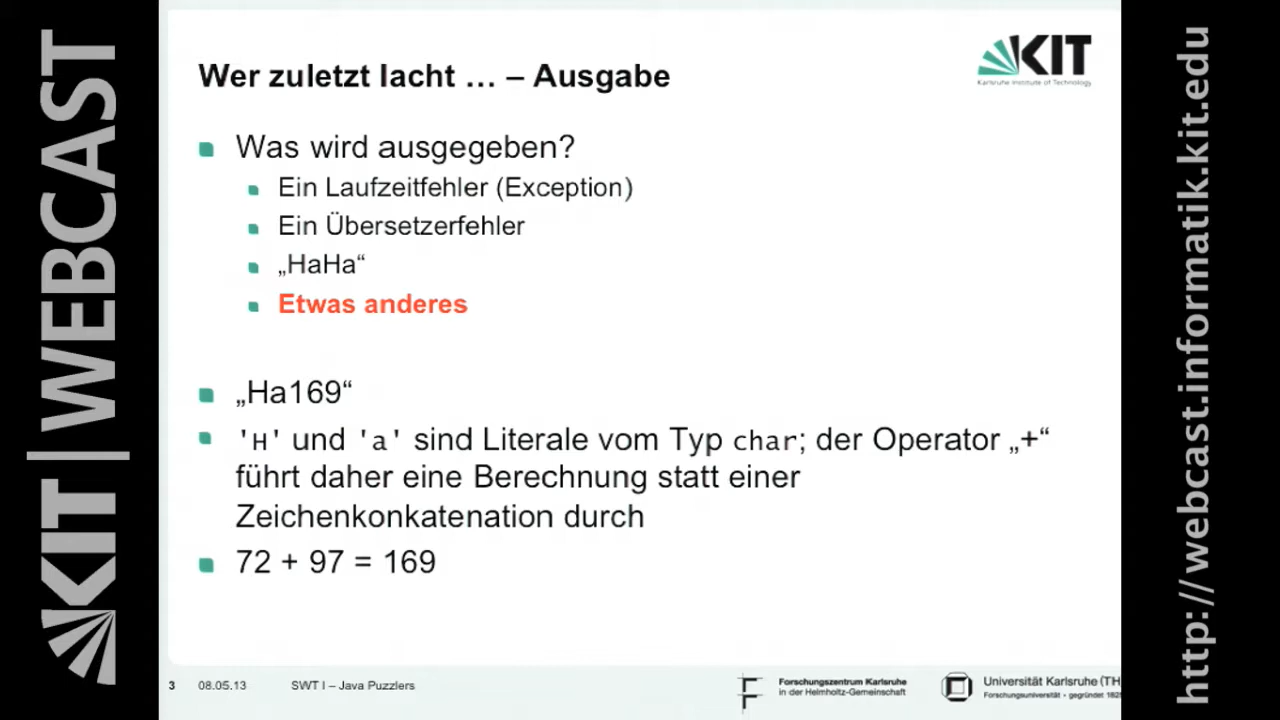 KIT | WEBCAST
Wer zuletzt lacht … – Ausgabe
KIT
Karlsruhe Institute of Technology
Was wird ausgegeben?
Ein Laufzeitfehler (Exception)
Ein Übersetzerfehler
„HaHa“
Etwas anderes
„Ha169“
'H' und 'a' sind Literale vom Typ char; der Operator „+“
führt daher eine Berechnung statt einer
Zeichenkonkatenation durch
72 + 97 = 169
3 08.05.13 SWT I – Java Puzzlers
Forschungszentrum Karlsruhe
in der Helmholtz-Gemeinschaft
Universität Karlsruhe (TH
Forschungsuniversität • gegründet 182
http://webcast.informatik.kit.edu